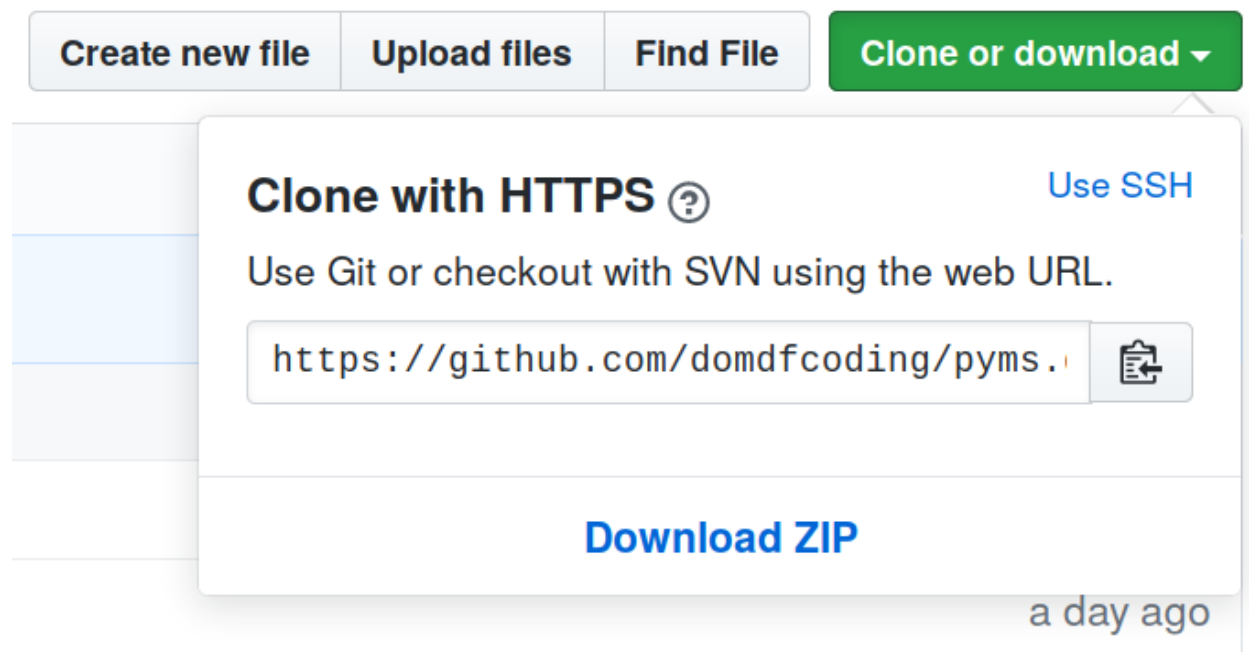 Create new file Upload files Find File Clone or download
Clone with HTTPS Use SSH
Use Git or checkout with SVN using the web URL.
https://github.com/domdfcoding/pyms.
Download ZIP
a day ago